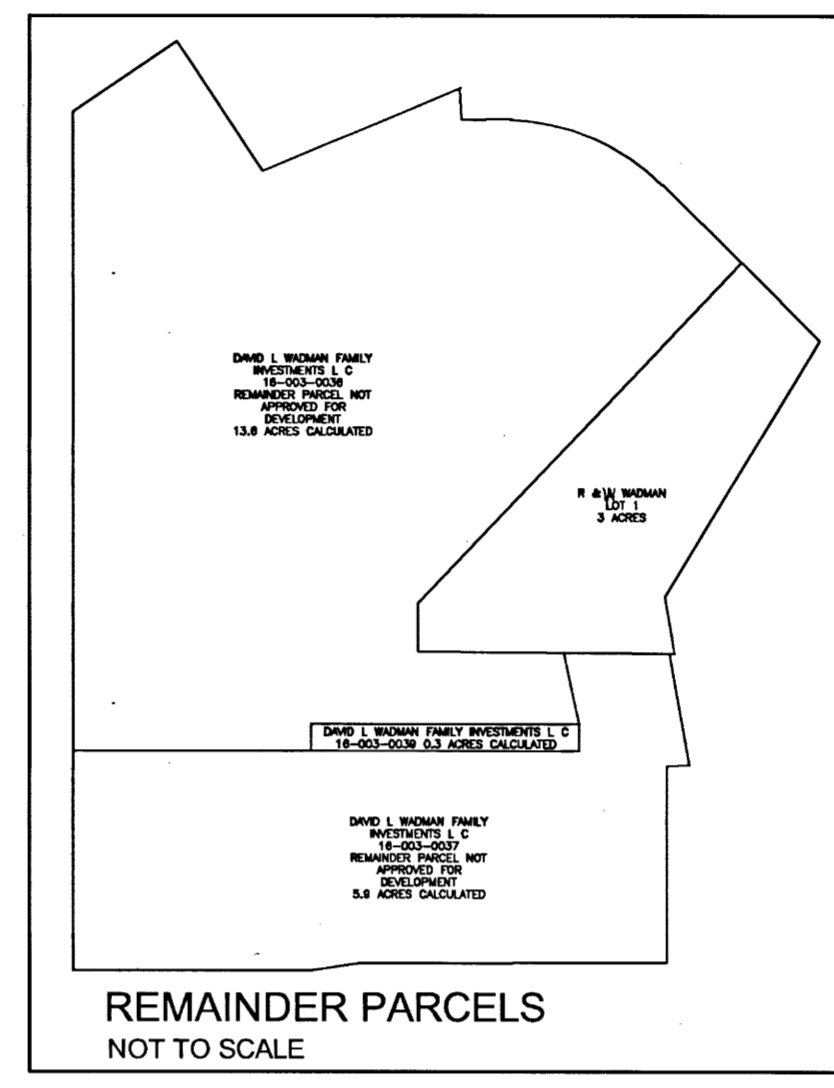 DAVID L WADMAN FAMILY
INVESTMENTS L C
16-003-0036
REMAINDER PARCEL NOT
APPROVED FOR
DEVELOPMENT
13.6 ACRES CALCULATED
R & W WADMAN
LOT 1
3 ACRES
DAVID L WADMAN FAMILY INVESTMENTS L C
16-003-0039 0.3 ACRES CALCULATED
DAVID L WADMAN FAMILY
INVESTMENTS L C
16-003-0037
REMAINDER PARCEL NOT
APPROVED FOR
DEVELOPMENT
5.9 ACRES CALCULATED
REMAINDER PARCELS
NOT TO SCALE